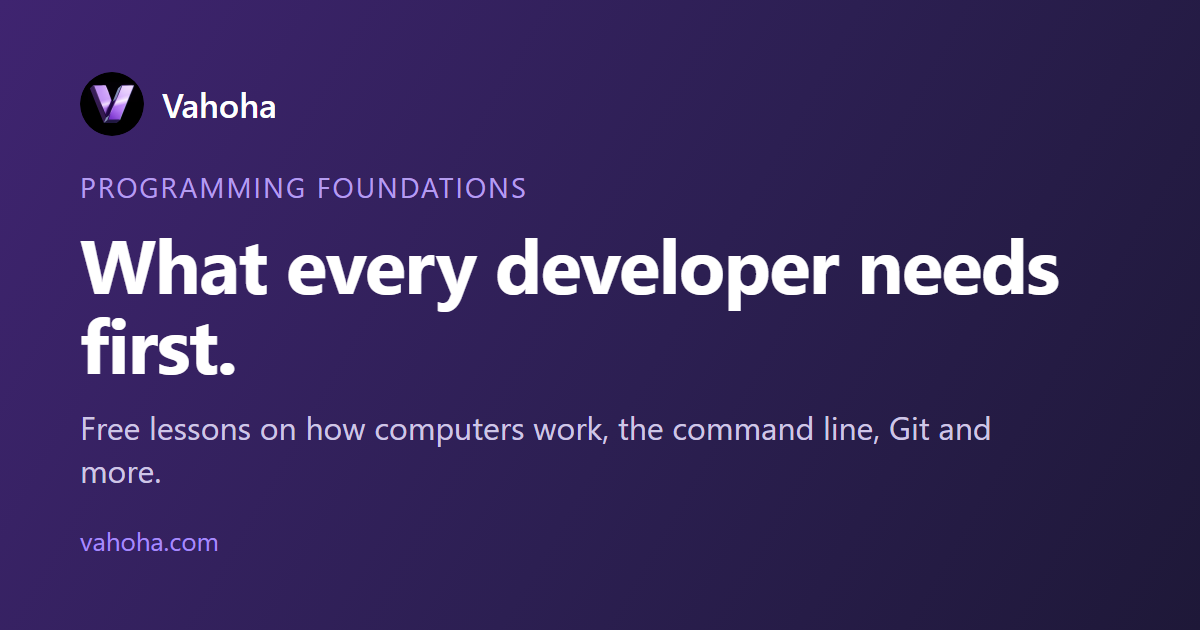 Vahoha
PROGRAMMING FOUNDATIONS
What every developer needs
first.
Free lessons on how computers work, the command line, Git and
more.
vahoha.com